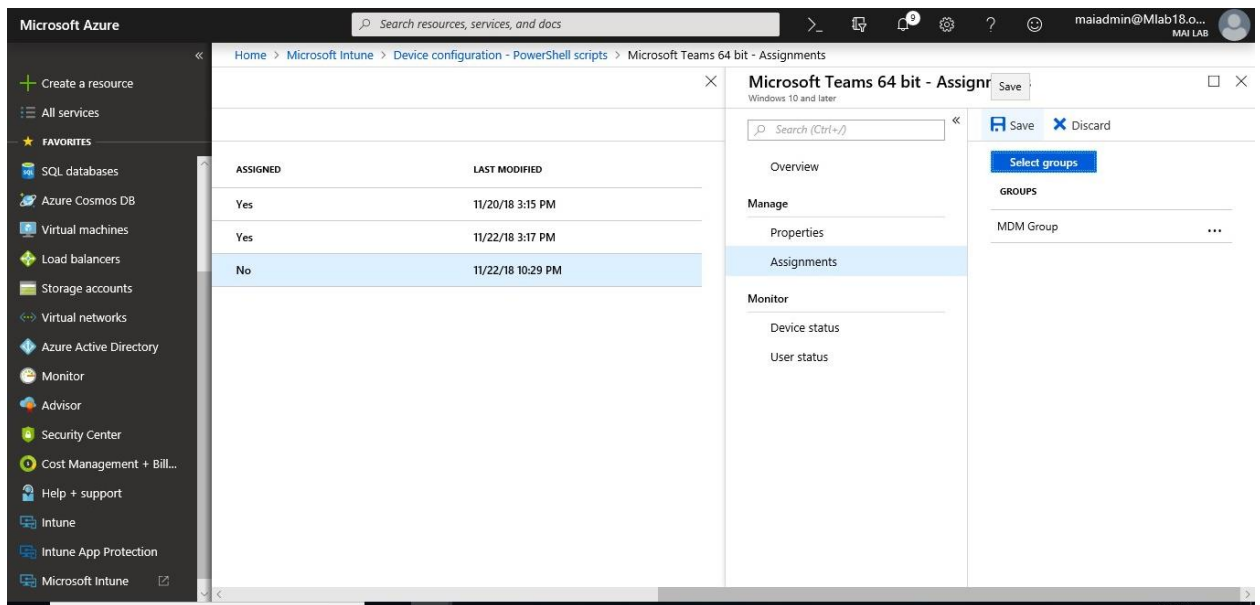 Microsoft Azure
Search resources, services, and docs
9
maiadmin@Mlab18.o...
MAI LAB
Home > Microsoft Intune > Device configuration - PowerShell scripts > Microsoft Teams 64 bit - Assignments
Create a resource
All services
FAVORITES
SQL databases
Azure Cosmos DB
Virtual machines
Load balancers
Storage accounts
Virtual networks
Azure Active Directory
Monitor
Advisor
Security Center
Cost Management + Bill...
Help + support
Intune
Intune App Protection
Microsoft Intune
ASSIGNED LAST MODIFIED
Yes 11/20/18 3:15 PM
Yes 11/22/18 3:17 PM
No 11/22/18 10:29 PM
Microsoft Teams 64 bit - Assignm
Windows 10 and later
Save
Search (Ctrl+/)
Overview
Manage
Properties
Assignments
Monitor
Device status
User status
Save Discard
Select groups
GROUPS
MDM Group ...